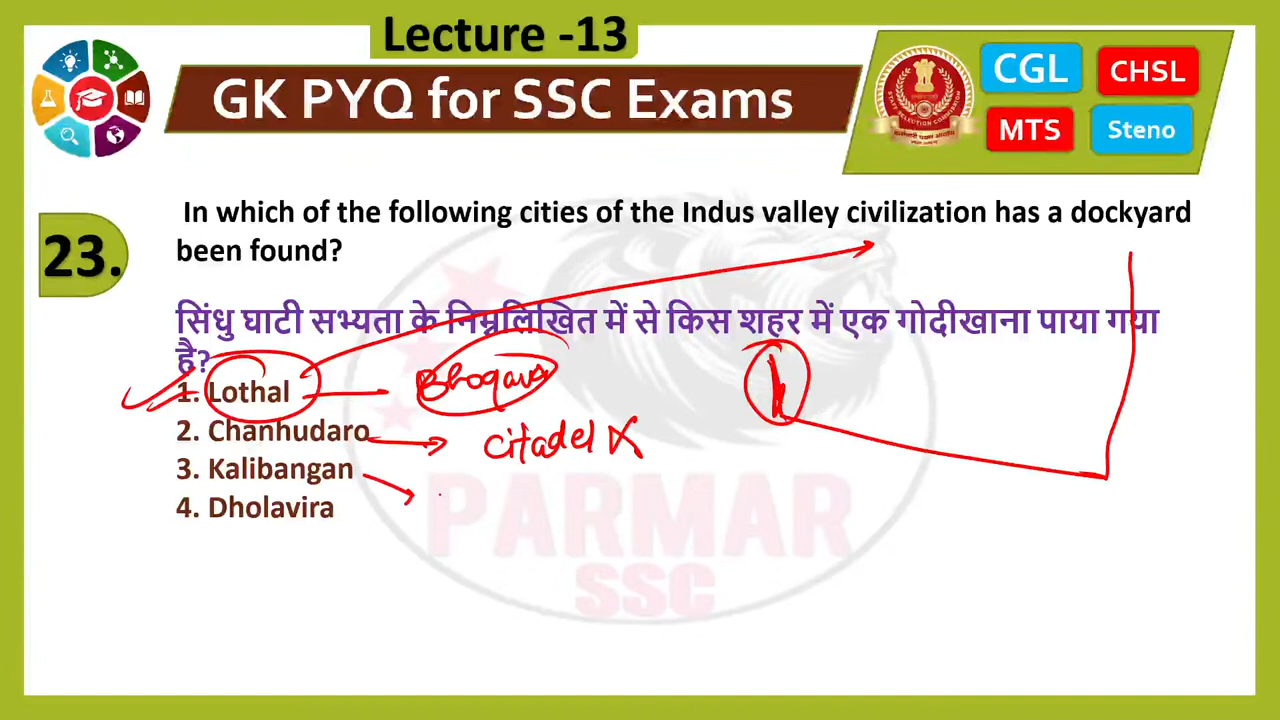 Lecture -13
GK PYQ for SSC Exams
CGL
CHSL
MTS
Steno
23.
In which of the following cities of the Indus valley civilization has a dockyard
been found?
सिंधु घाटी सभ्यता के निम्नलिखित में से किस शहर में एक गोदीखाना पाया गया
है?
1. Lothal
2. Chanhudaro
citadel X
3. Kalibangan
4. Dholavira
PARMAR
SSC